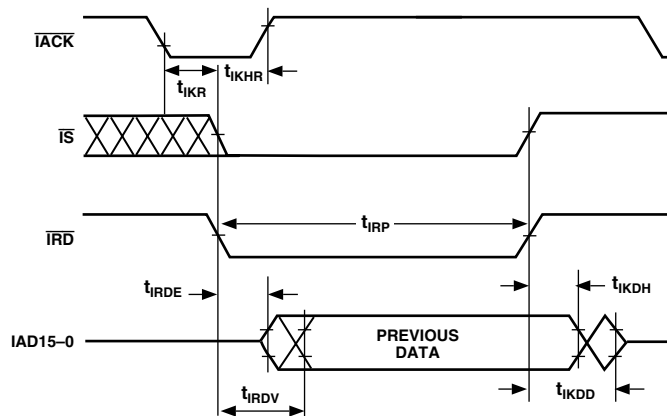 IACK
tIKR
tIKHR
IS
IRD
tIRP
tIRDE
tIKDH
IAD15–0
PREVIOUS
DATA
tIRDV
tIKDD